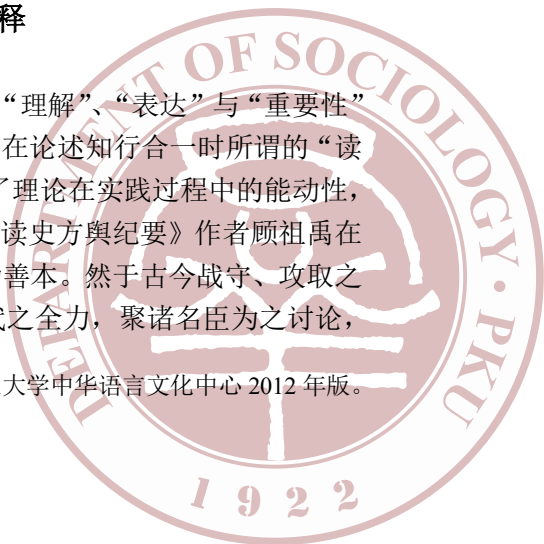 释
“理解”、“表达”与“重要性”
在论述知行合一时所谓的“读
了理论在实践过程中的能动性，
读史方舆纪要》作者顾祖禹在
善本。然于古今战守、攻取之
之全力，聚诸名臣为之讨论，
大学中华语言文化中心 2012 年版。
DEPARTMENT OF SOCIOLOGY · PKU
1922